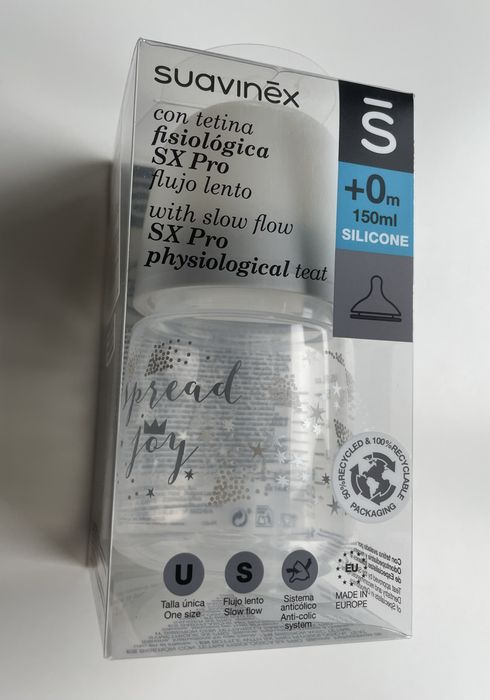 suavinēx
con tetina
fisiológica
SX Pro
flujo lento
with slow flow
SX Pro
physiological teat
+0m
150ml
SILICONE
spread
joy
50% RECYCLED & 100% RECYCLABLE
PACKAGING
U
S
EU
Talla única
One size
Flujo lento
Slow flow
Sistema
anticólico
Anti-colic
system
MADE IN
EUROPE